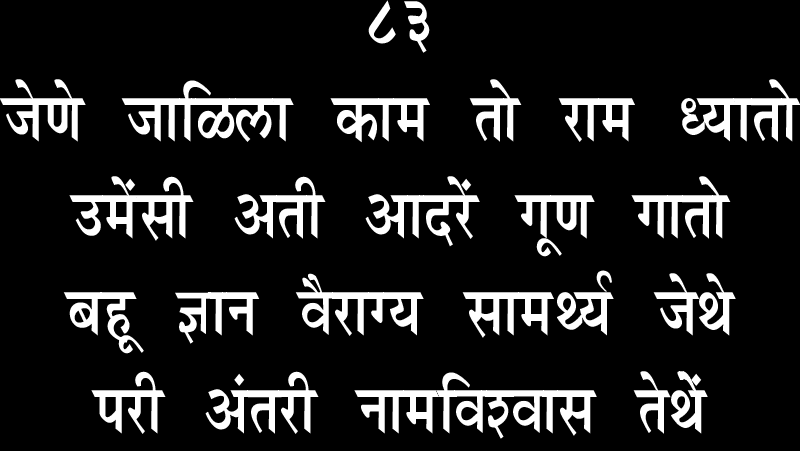 ८३
जेणे जाळिला काम तो राम ध्यातो
उमेंसी अती आदरें गूण गातो
बहू ज्ञान वैराग्य सामर्थ्य जेथे
परी अंतरी नामविश्वास तेथें